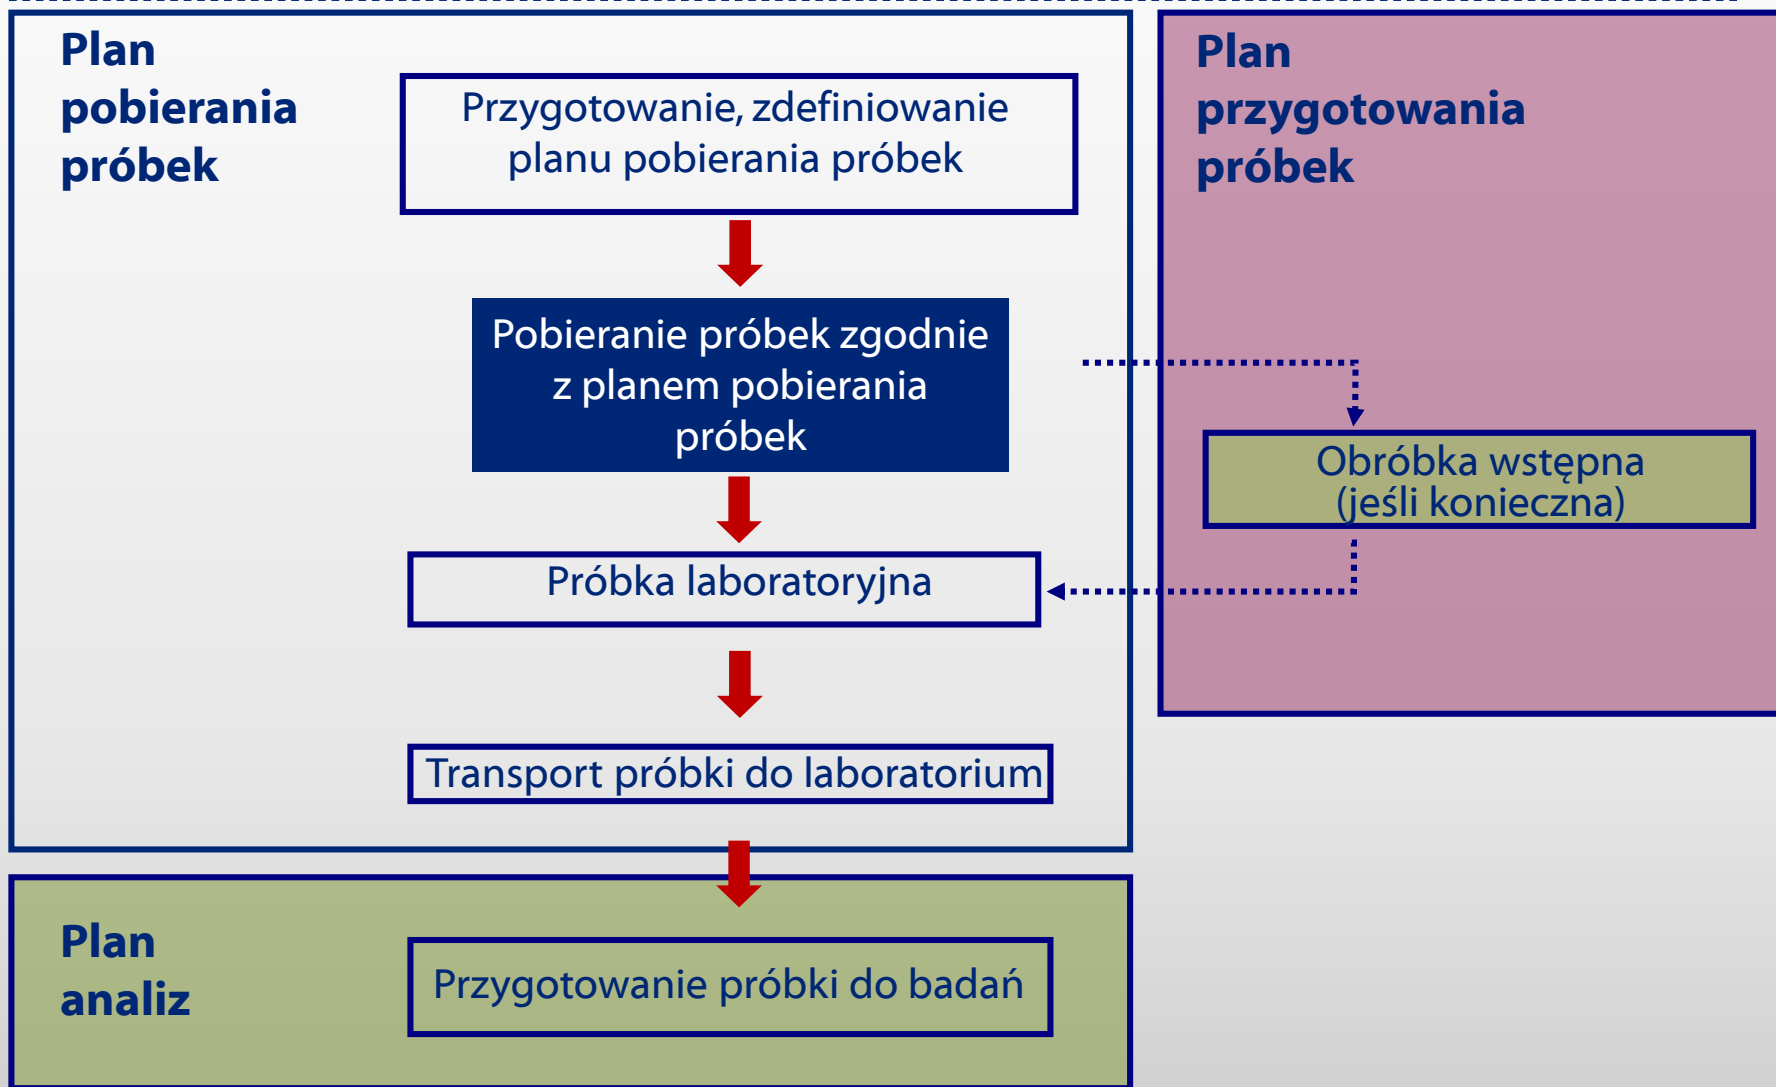 Plan
pobierania
próbek
Przygotowanie, zdefiniowanie
planu pobierania próbek
Pobieranie próbek zgodnie
z planem pobierania
próbek
Próbka laboratoryjna
Transport próbki do laboratorium
Plan
przygotowania
próbek
Obróbka wstępna
(jeśli konieczna)
Plan
analiz
Przygotowanie próbki do badań